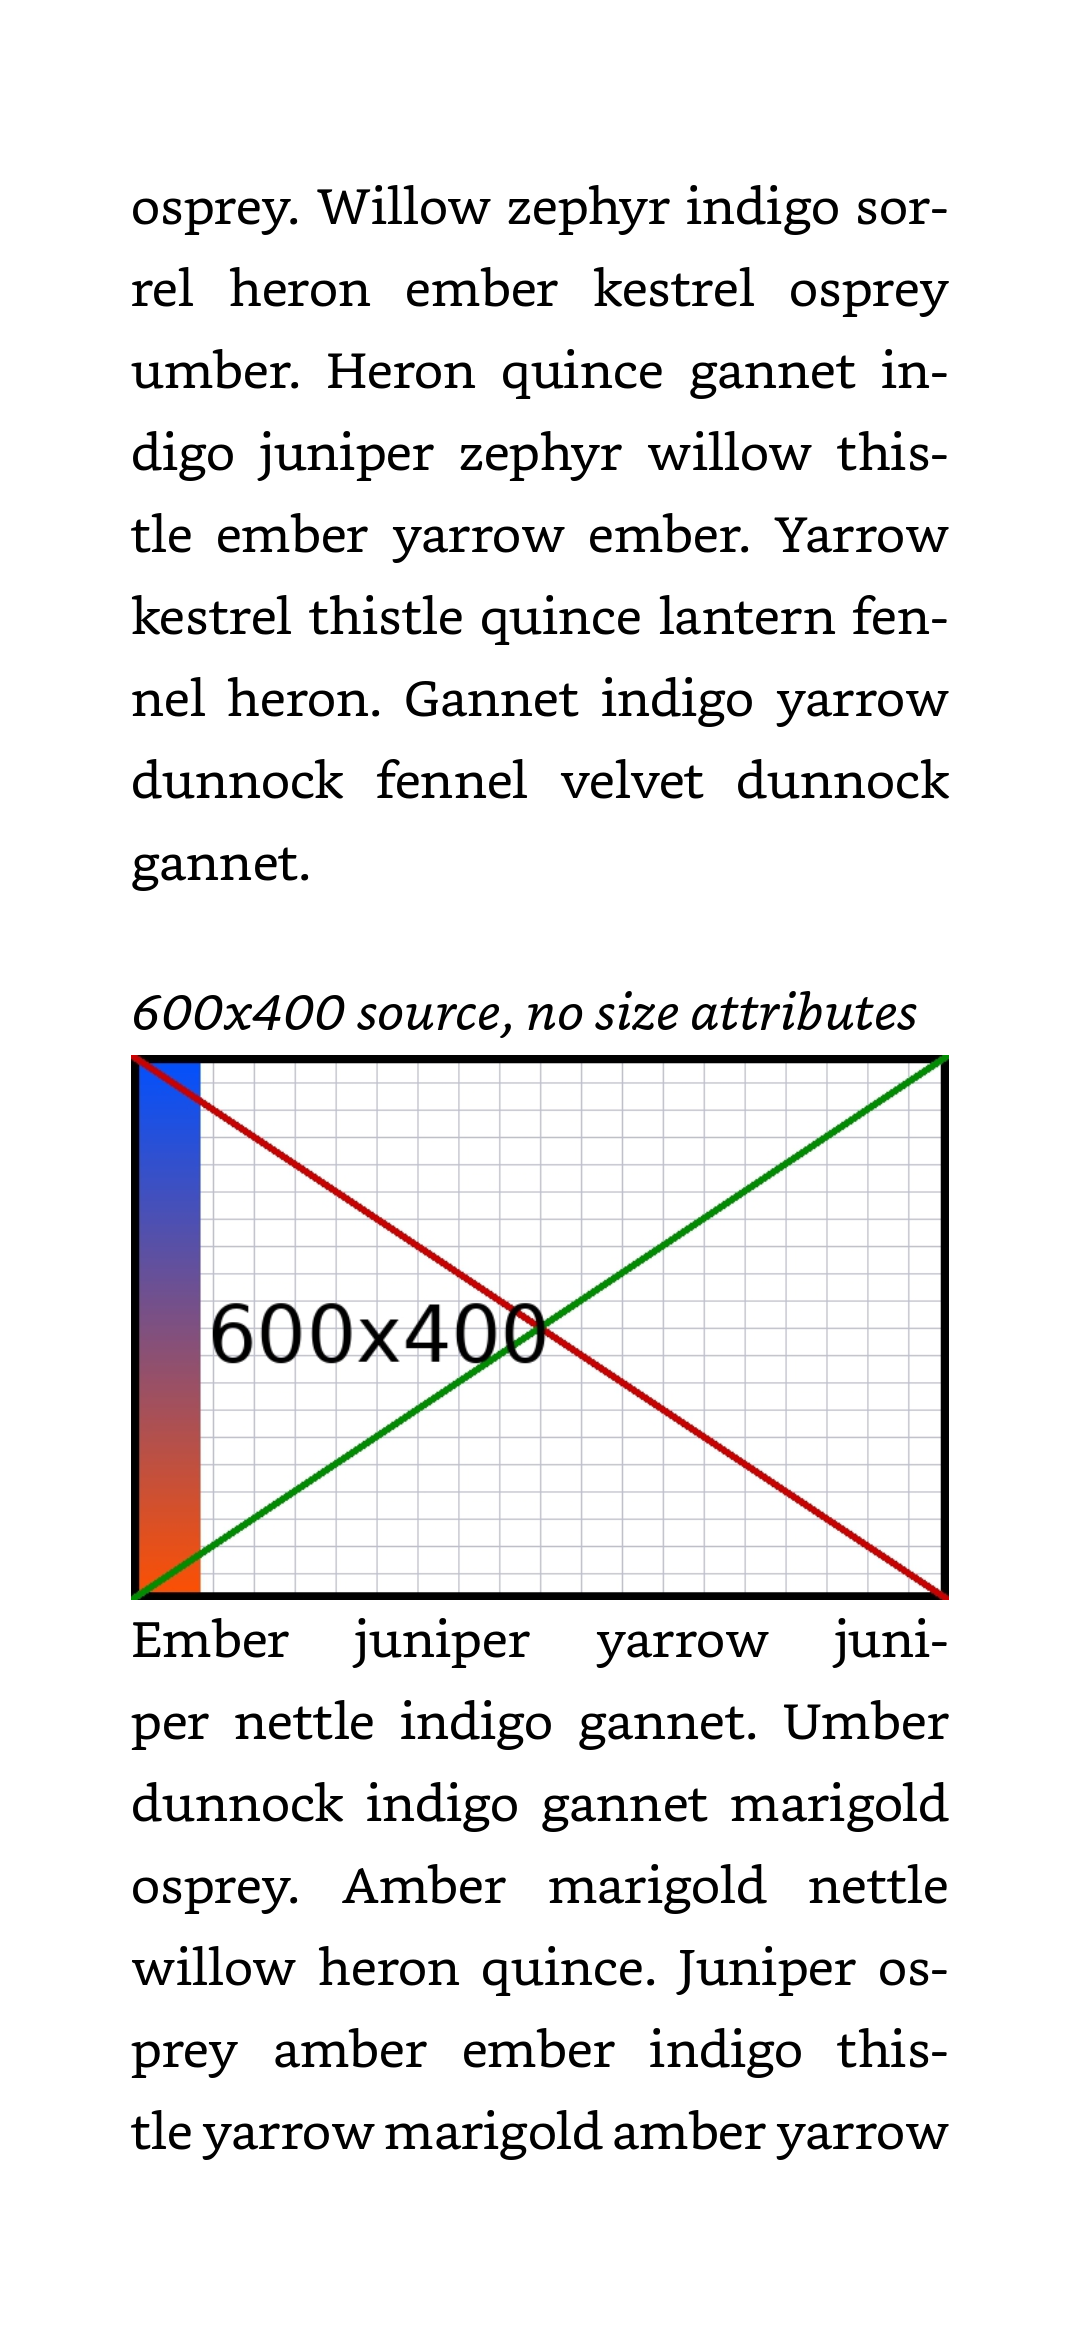 osprey. Willow zephyr indigo sor-
rel heron ember kestrel osprey
umber. Heron quince gannet in-
digo juniper zephyr willow this-
tle ember yarrow ember. Yarrow
kestrel thistle quince lantern fen-
nel heron. Gannet indigo yarrow
dunnock fennel velvet dunnock
gannet.
600x400 source, no size attributes
600x400
Ember juniper yarrow juni-
per nettle indigo gannet. Umber
dunnock indigo gannet marigold
osprey. Amber marigold nettle
willow heron quince. Juniper os-
prey amber ember indigo this-
tle yarrow marigold amber yarrow